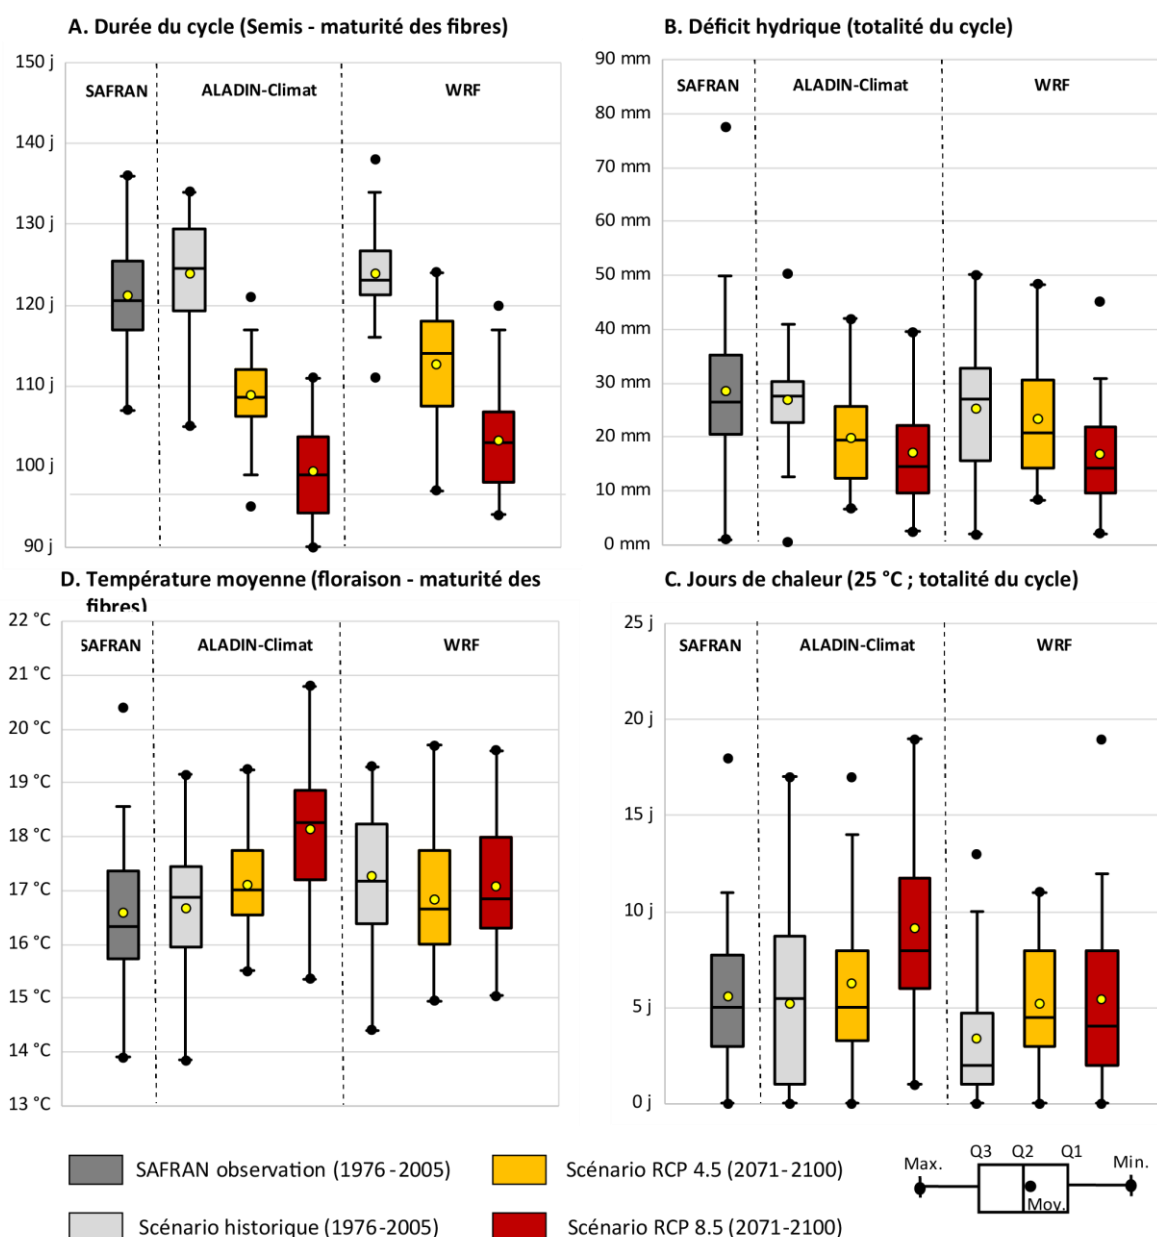 A. Durée du cycle (Semis - maturité des fibres)
150 j
140 j
130 j
120 j
110 j
100 j
90 j
SAFRAN
ALADIN-Climat
WRF
B. Déficit hydrique (totalité du cycle)
90 mm
80 mm
70 mm
60 mm
50 mm
40 mm
30 mm
20 mm
10 mm
0 mm
SAFRAN
ALADIN-Climat
WRF
D. Température moyenne (floraison - maturité des
fibres)
22 °C
21 °C
20 °C
19 °C
18 °C
17 °C
16 °C
15 °C
14 °C
13 °C
SAFRAN
ALADIN-Climat
WRF
C. Jours de chaleur (25 °C ; totalité du cycle)
25 j
20 j
15 j
10 j
5 j
0 j
SAFRAN
ALADIN-Climat
WRF
SAFRAN observation (1976-2005)
Scénario RCP 4.5 (2071-2100)
Scénario historique (1976-2005)
Scénario RCP 8.5 (2071-2100)
Max.
Q3
Q2
Q1
Min.
Moy.